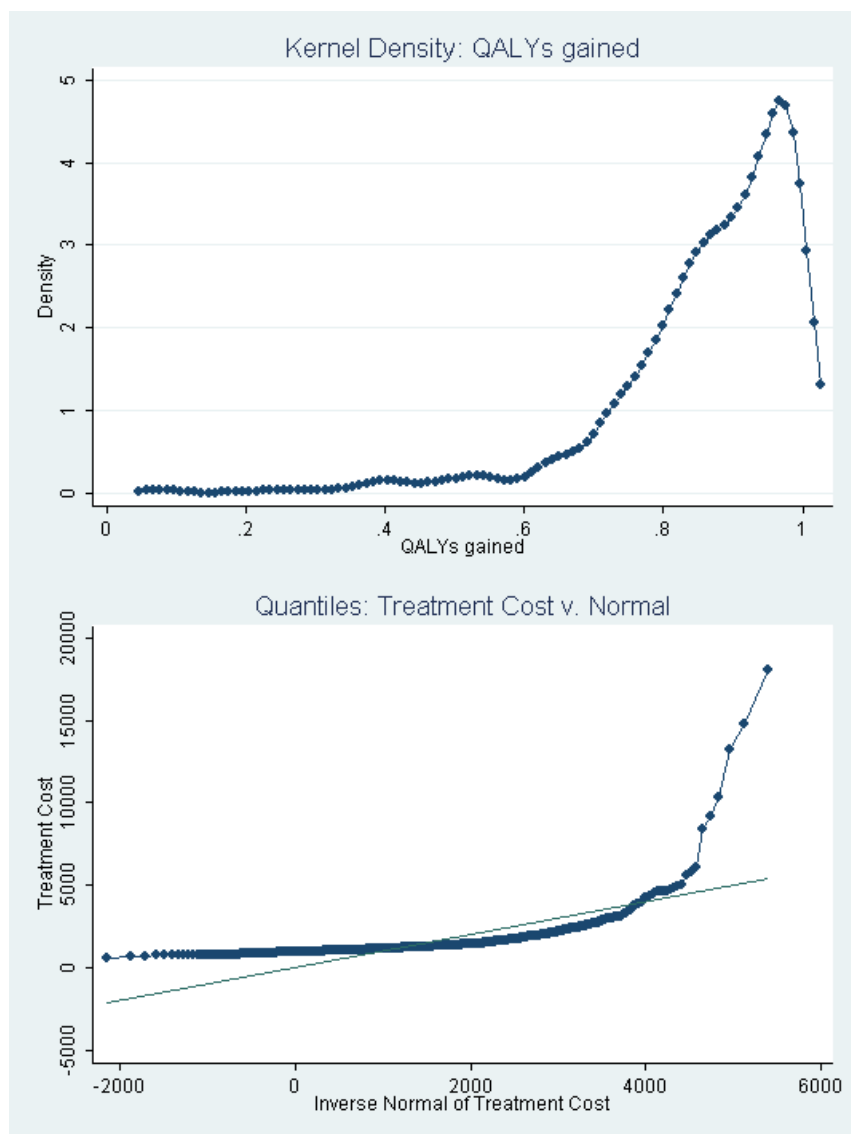 Kernel Density: QALYs gained
5
4
3
2
1
0
Density
0 .2 .4 .6 .8 1
QALYs gained
Quantiles: Treatment Cost v. Normal
20000
15000
10000
5000
0
-5000
Treatment Cost
-2000 0 2000 4000 6000
Inverse Normal of Treatment Cost